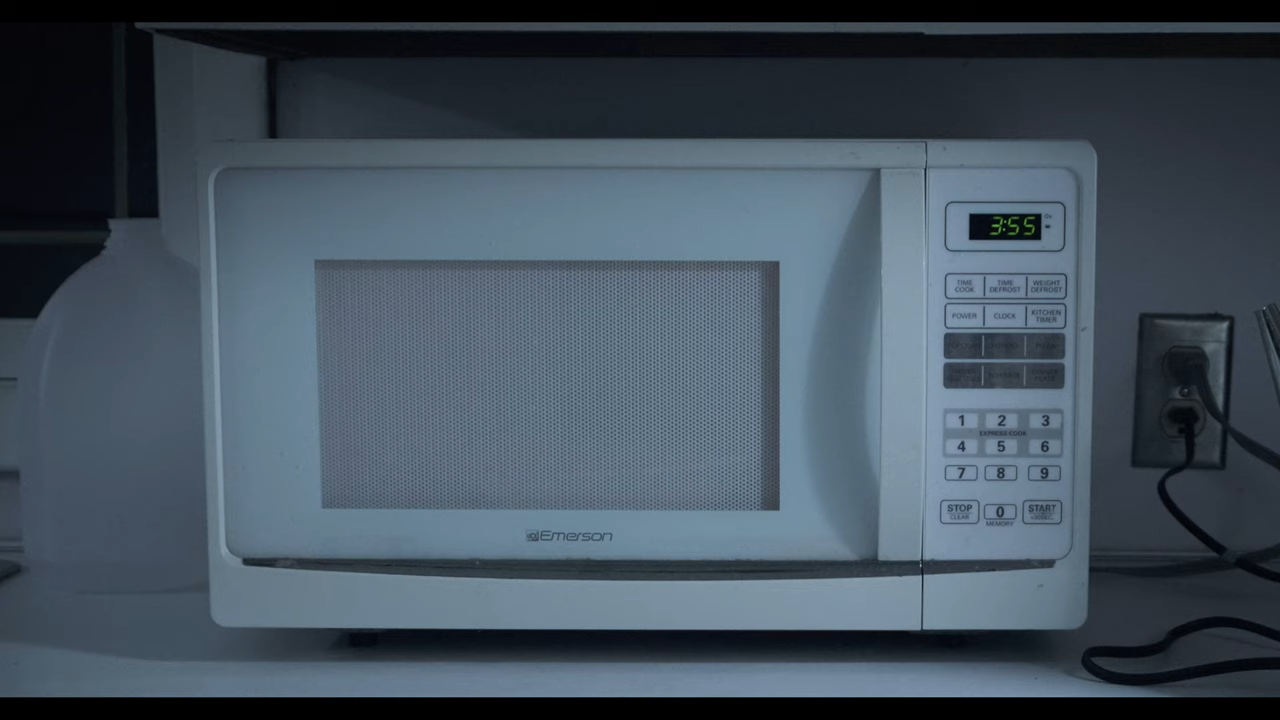 3:55
TIME COOK
TIME DEFROST
WEIGHT DEFROST
POWER
CLOCK
KITCHEN TIMER
1 2 3
EXPRESS COOK
4 5 6
7 8 9
STOP
CLEAR
0
MEMORY
START
+30SEC.
Emerson